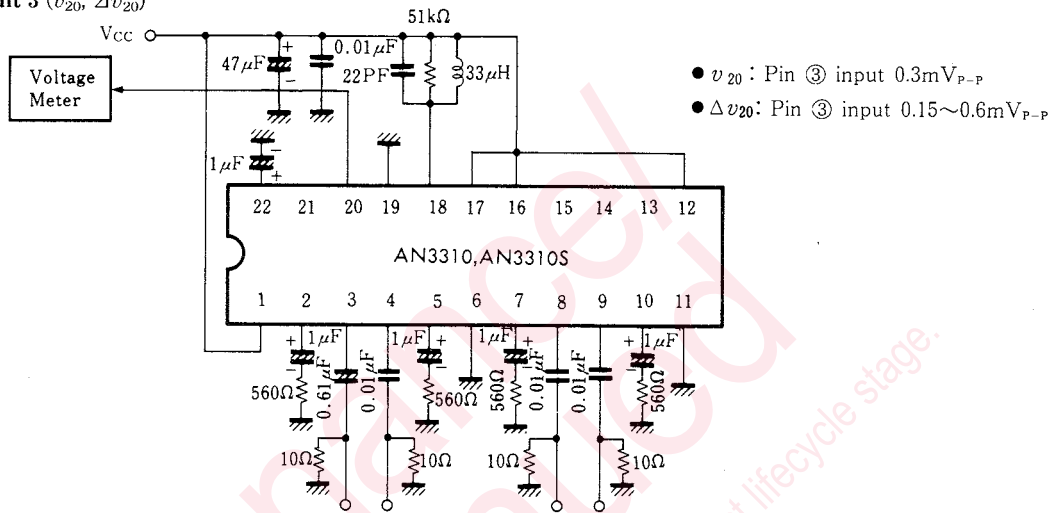 nt 3 (v20, Δv20)
51kΩ
Vcc
47μF
+
−
0.01μF
22PF
33μH
Voltage
Meter
● v20 : Pin ③ input 0.3mVP-P
● Δv20: Pin ③ input 0.15~0.6mVP-P
1μF
−
+
22 21 20 19 18 17 16 15 14 13 12
AN3310,AN3310S
1 2 3 4 5 6 7 8 9 10 11
+ 1μF 1μF + 1μF + + 1μF
− − − −
560Ω 0.61μF 0.01μF 560Ω 560Ω 0.01μF 0.01μF 560Ω
10Ω 10Ω 10Ω 10Ω
nance/
ued
t lifecycle stage.